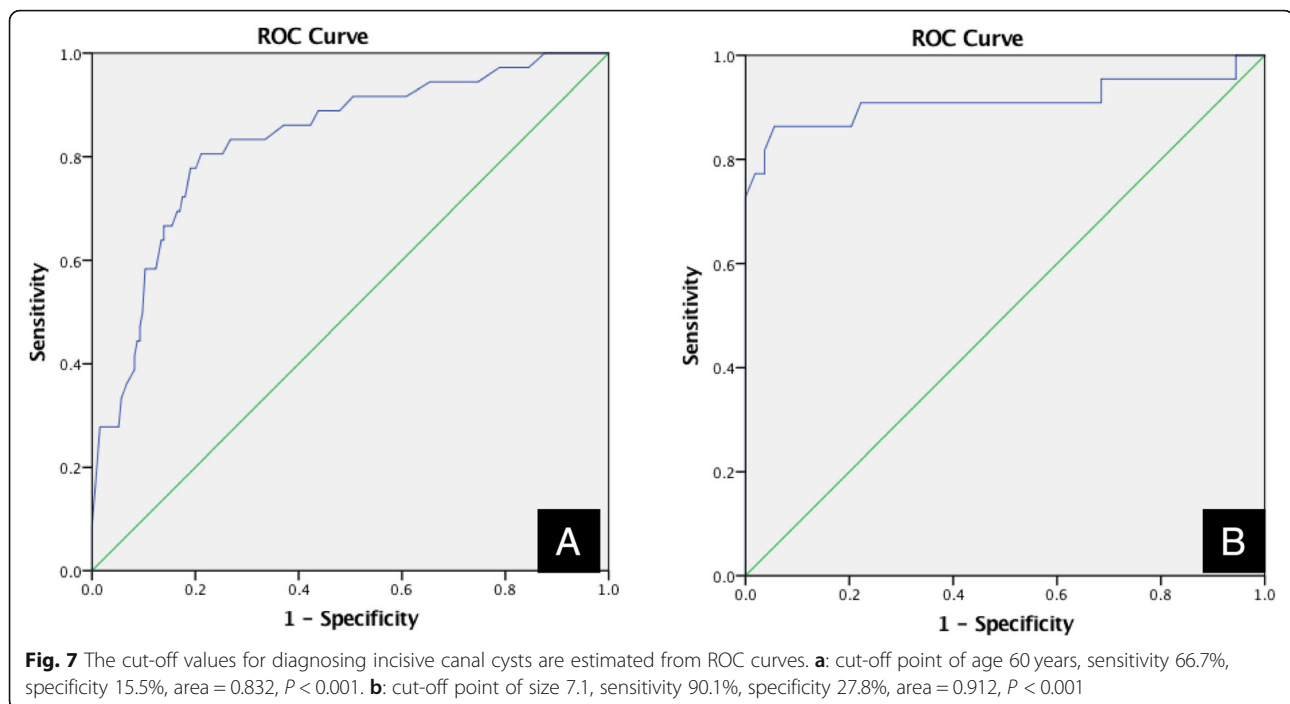 ROC Curve
1.0
0.8
0.6
0.4
0.2
0.0
Sensitivity
0.0 0.2 0.4 0.6 0.8 1.0
1 - Specificity
A
ROC Curve
1.0
0.8
0.6
0.4
0.2
0.0
Sensitivity
0.0 0.2 0.4 0.6 0.8 1.0
1 - Specificity
B
Fig. 7 The cut-off values for diagnosing incisive canal cysts are estimated from ROC curves. a: cut-off point of age 60 years, sensitivity 66.7%,
specificity 15.5%, area = 0.832, P < 0.001. b: cut-off point of size 7.1, sensitivity 90.1%, specificity 27.8%, area = 0.912, P < 0.001